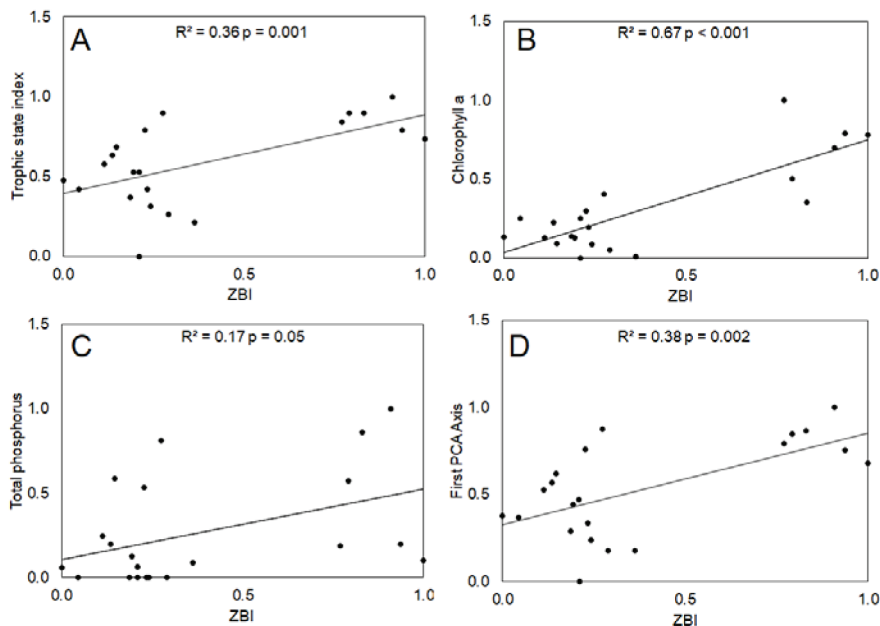 A
R² = 0.36 p = 0.001
Trophic state index
1.5
1.0
0.5
0.0
0.0 0.5 1.0
ZBI
B
R² = 0.67 p < 0.001
Chlorophyll a
1.5
1.0
0.5
0.0
0.0 0.5 1.0
ZBI
C
R² = 0.17 p = 0.05
Total phosphorus
1.5
1.0
0.5
0.0
0.0 0.5 1.0
ZBI
D
R² = 0.38 p = 0.002
First PCA Axis
1.5
1.0
0.5
0.0
0.0 0.5 1.0
ZBI